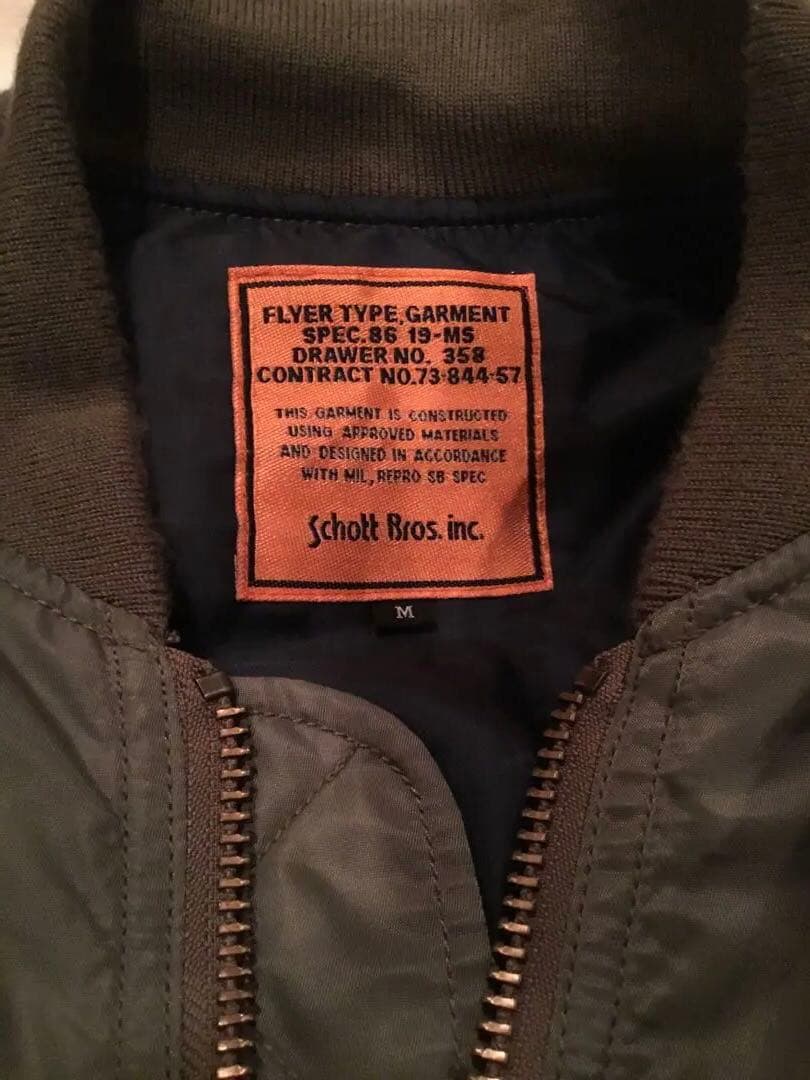 FLYER TYPE,GARMENT
SPEC.86 19-MS
DRAWER NO. 358
CONTRACT NO.73-844-57
THIS GARMENT IS CONSTRUCTED
USING APPROVED MATERIALS
AND DESIGNED IN ACCORDANCE
WITH MIL, REPRO SB SPEC
Schott Bros. inc.
M